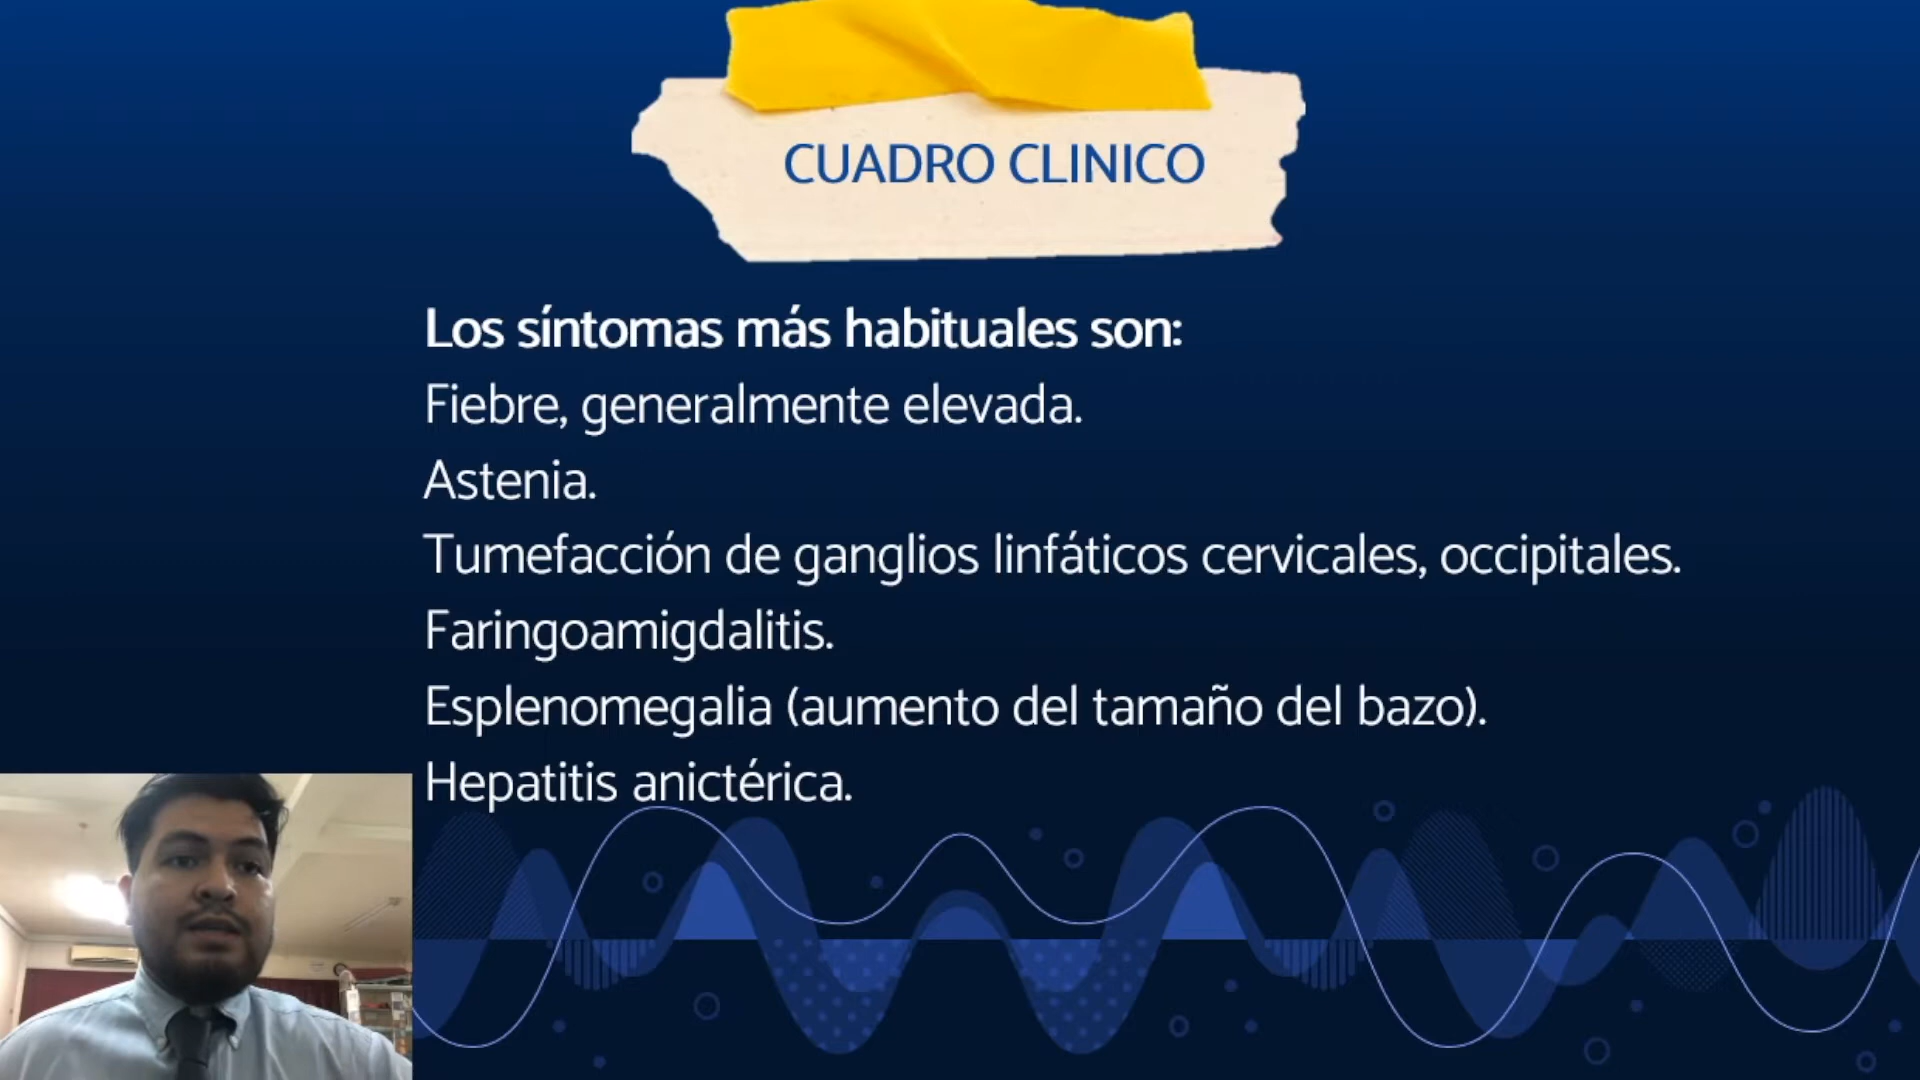 CUADRO CLINICO
Los síntomas más habituales son:
Fiebre, generalmente elevada.
Astenia.
Tumefacción de ganglios linfáticos cervicales, occipitales.
Faringoamigdalitis.
Esplenomegalia (aumento del tamaño del bazo).
Hepatitis anictérica.